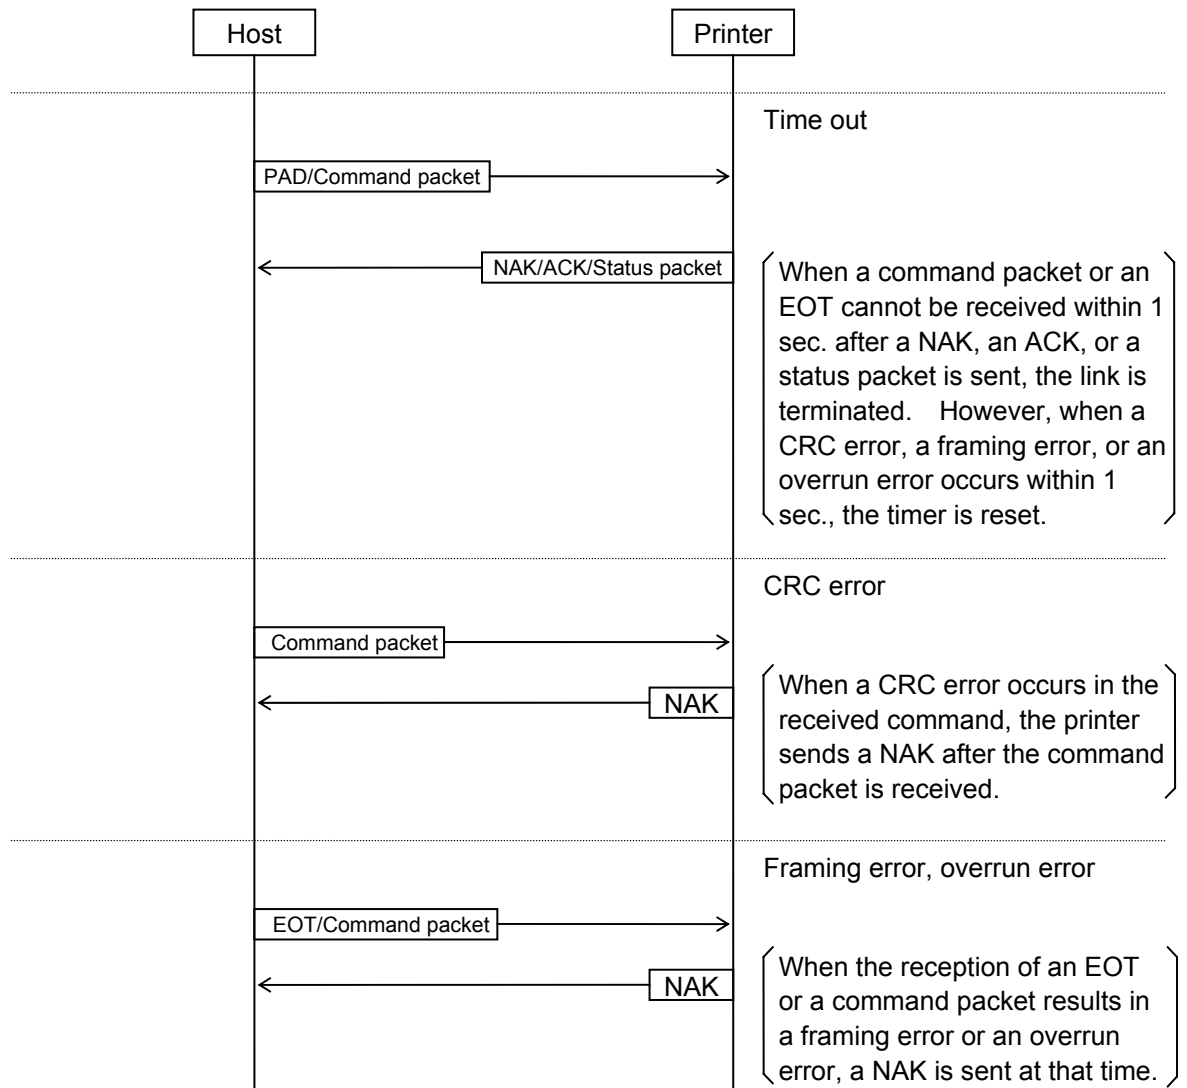 Host
Printer
Time out
PAD/Command packet
NAK/ACK/Status packet
When a command packet or an
EOT cannot be received within 1
sec. after a NAK, an ACK, or a
status packet is sent, the link is
terminated. However, when a
CRC error, a framing error, or an
overrun error occurs within 1
sec., the timer is reset.
CRC error
Command packet
NAK
When a CRC error occurs in the
received command, the printer
sends a NAK after the command
packet is received.
Framing error, overrun error
EOT/Command packet
NAK
When the reception of an EOT
or a command packet results in
a framing error or an overrun
error, a NAK is sent at that time.